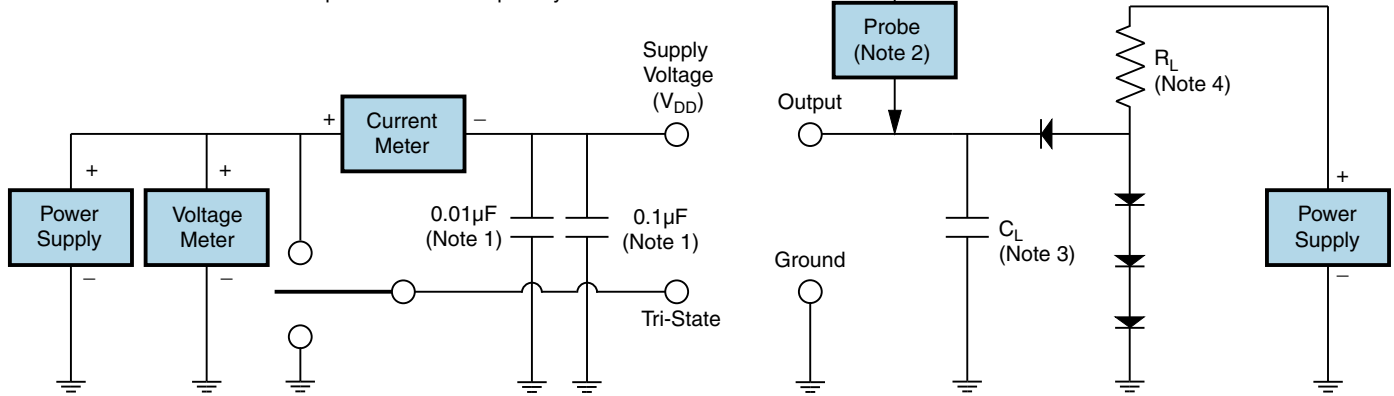 Probe
(Note 2)
R_L
(Note 4)
Supply
Voltage
(V_DD)
Output
+
Current
Meter
−
+
Power
Supply
−
+
Voltage
Meter
−
0.01µF
(Note 1)
0.1µF
(Note 1)
C_L
(Note 3)
+
Power
Supply
−
Ground
Tri-State